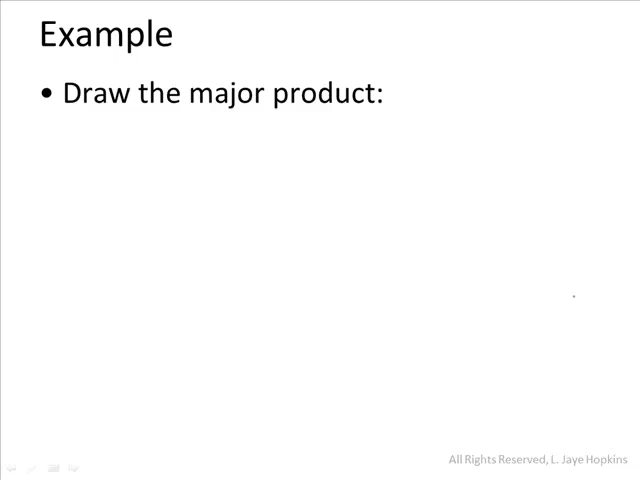 Example
• Draw the major product:
All Rights Reserved, L. Jaye Hopkins